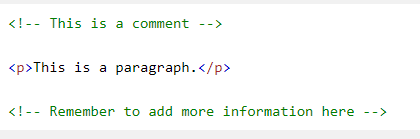 <!-- This is a comment -->
<p>This is a paragraph.</p>
<!-- Remember to add more information here -->